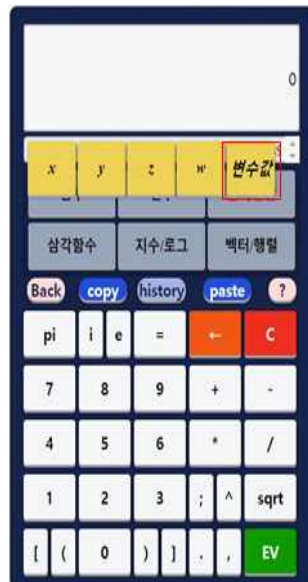 0
x y z w 변수값
삼각함수 지수/로그 벡터/행렬
Back copy history paste ?
pi i e = ← C
7 8 9 + -
4 5 6 * /
1 2 3 ; ^ sqrt
[ ( 0 ) ] . , EV